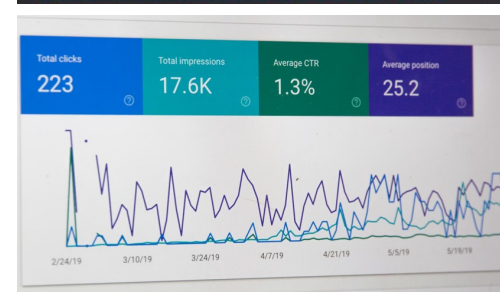 Total clicks
223
Total impressions
17.6K
Average CTR
1.3%
Average position
25.2
2/24/19 3/10/19 3/24/19 4/7/19 4/21/19 5/5/19 5/19/19